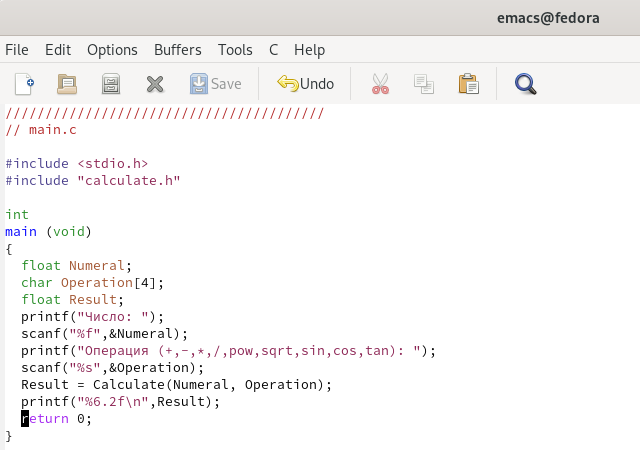 emacs@fedora
File Edit Options Buffers Tools C Help
Save Undo
////////////////////////////////////////
// main.c
#include <stdio.h>
#include "calculate.h"
int
main (void)
{
float Numeral;
char Operation[4];
float Result;
printf("Число: ");
scanf("%f",&Numeral);
printf("Операция (+,-,*,/,pow,sqrt,sin,cos,tan): ");
scanf("%s",&Operation);
Result = Calculate(Numeral, Operation);
printf("%6.2f\n",Result);
return 0;
}